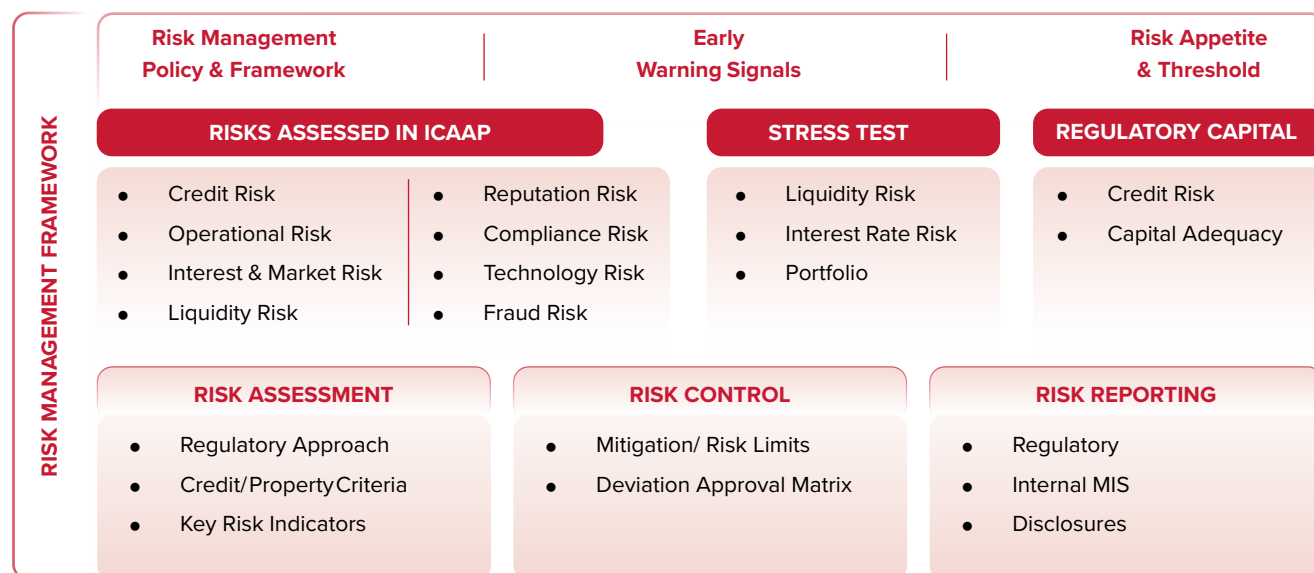 RISK MANAGEMENT FRAMEWORK
Risk Management
Policy & Framework
Early
Warning Signals
Risk Appetite
& Threshold
RISKS ASSESSED IN ICAAP
● Credit Risk
● Operational Risk
● Interest & Market Risk
● Liquidity Risk
● Reputation Risk
● Compliance Risk
● Technology Risk
● Fraud Risk
STRESS TEST
● Liquidity Risk
● Interest Rate Risk
● Portfolio
REGULATORY CAPITAL
● Credit Risk
● Capital Adequacy
RISK ASSESSMENT
● Regulatory Approach
● Credit/Property Criteria
● Key Risk Indicators
RISK CONTROL
● Mitigation/ Risk Limits
● Deviation Approval Matrix
RISK REPORTING
● Regulatory
● Internal MIS
● Disclosures